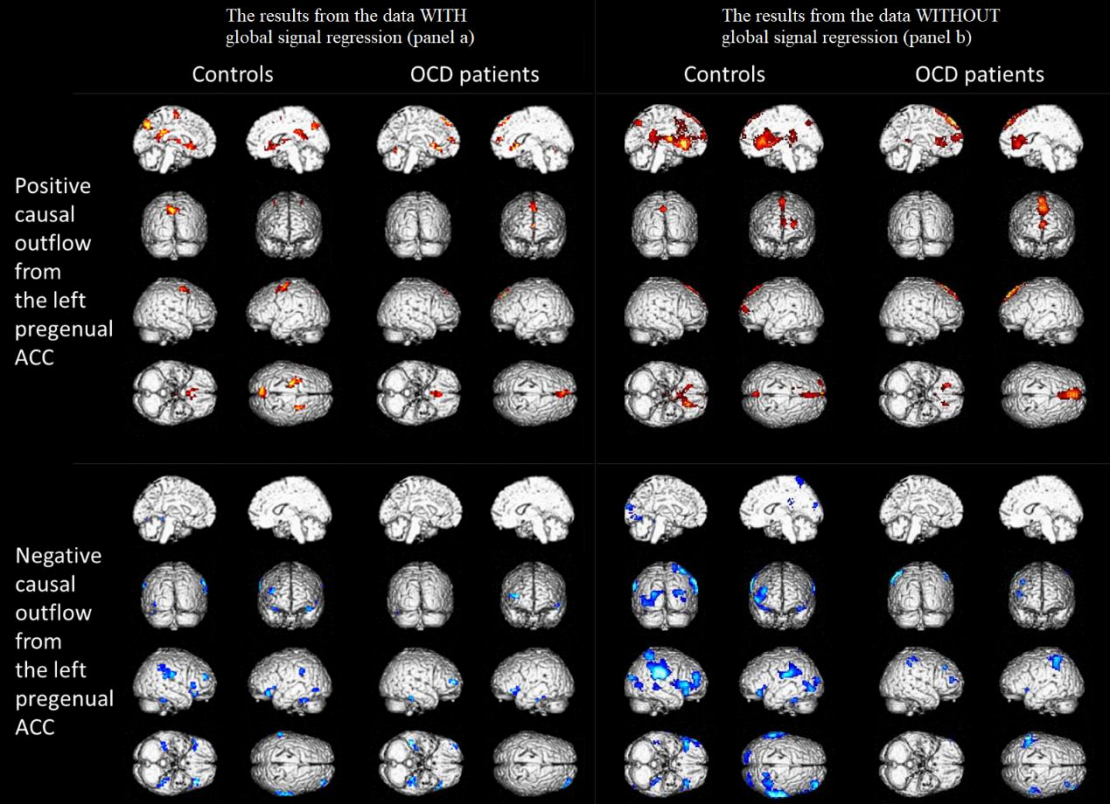 The results from the data WITH
global signal regression (panel a)
The results from the data WITHOUT
global signal regression (panel b)
Controls
OCD patients
Controls
OCD patients
Positive
causal
outflow
from
the left
pregenual
ACC
Negative
causal
outflow
from
the left
pregenual
ACC